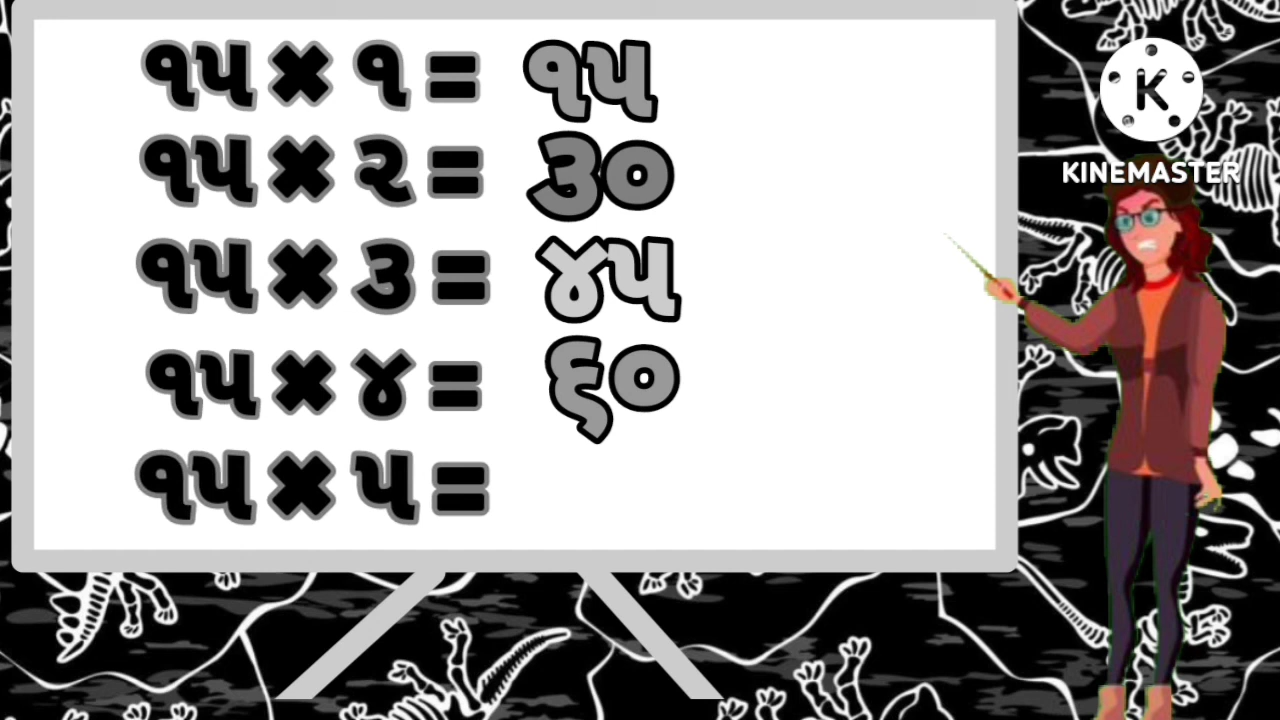 ૧૫ × ૧ = ૧૫
૧૫ × ૨ = ૩૦
૧૫ × ૩ = ૪૫
૧૫ × ૪ = ૬૦
૧૫ × ૫ =
K
KINEMASTER